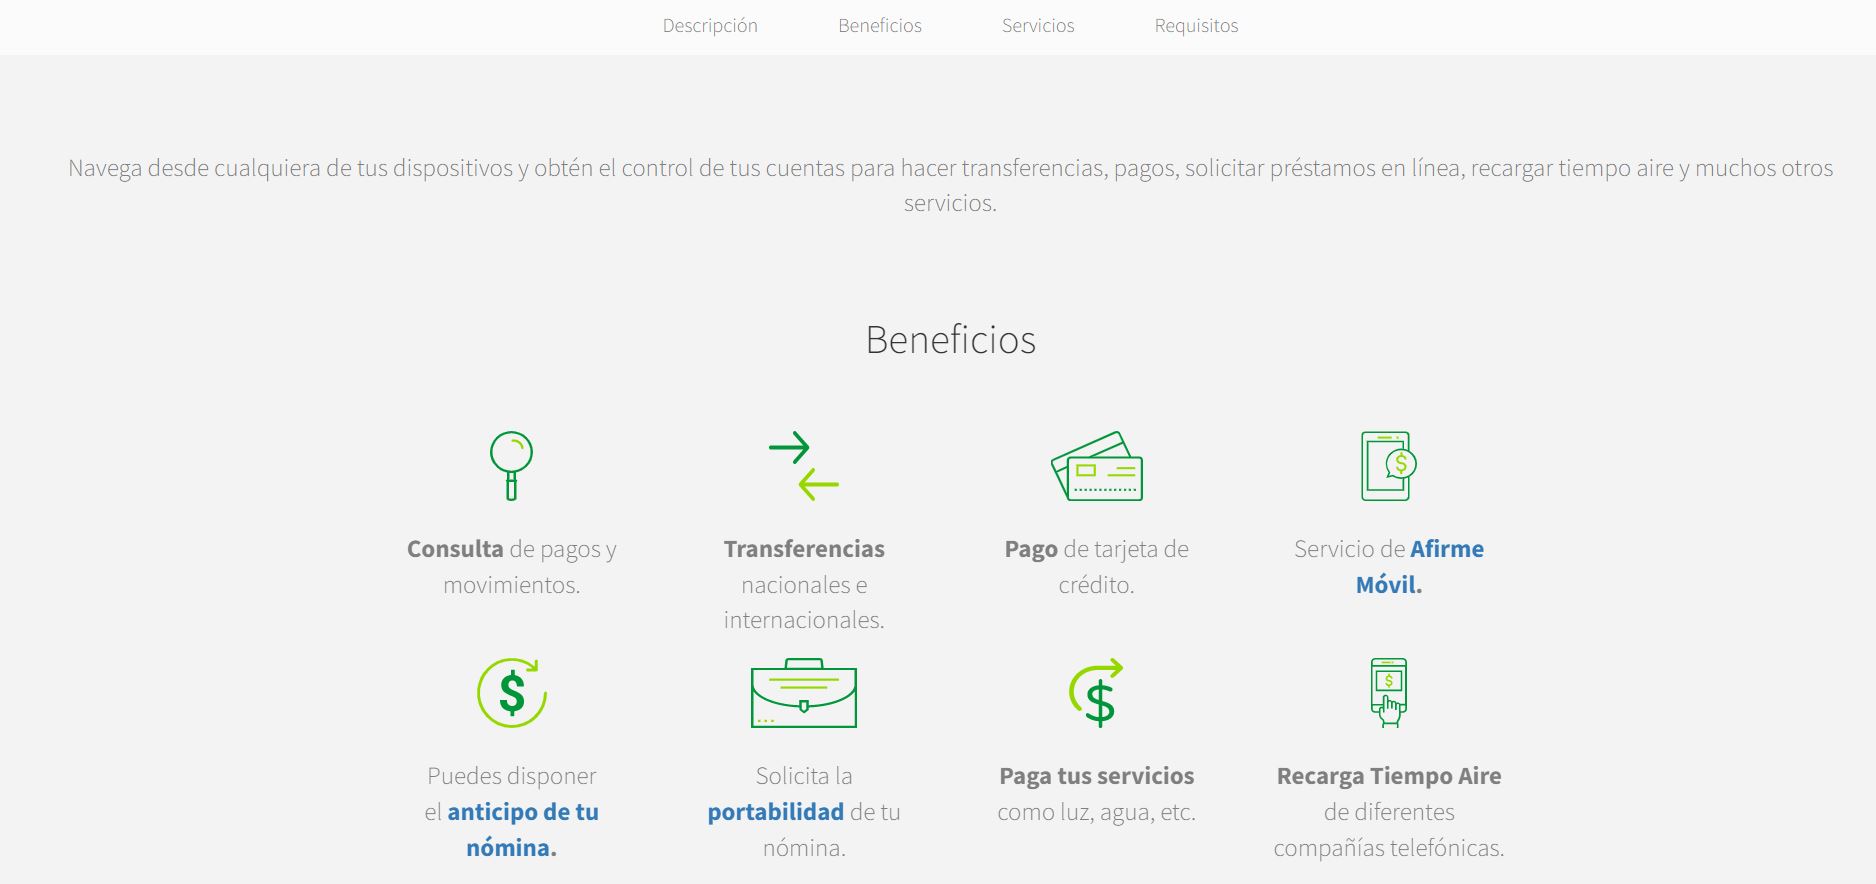 Descripción
Beneficios
Servicios
Requisitos
Navega desde cualquiera de tus dispositivos y obtén el control de tus cuentas para hacer transferencias, pagos, solicitar préstamos en línea, recargar tiempo aire y muchos otros
servicios.
Beneficios
Consulta de pagos y
movimientos.
Transferencias
nacionales e
internacionales.
Pago de tarjeta de
crédito.
Servicio de Afirme
Móvil.
Puedes disponer
el anticipo de tu
nómina.
Solicita la
portabilidad de tu
nómina.
Paga tus servicios
como luz, agua, etc.
Recarga Tiempo Aire
de diferentes
compañías telefónicas.